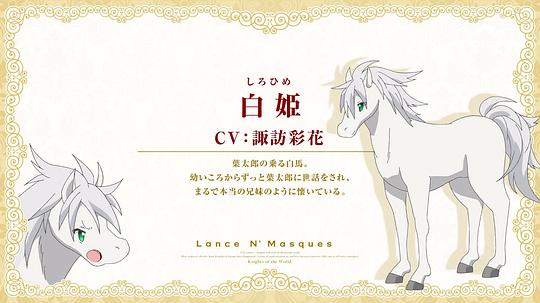 しろひめ
白姫
CV:諏訪彩花
葉太郎の乗る白馬。
幼いころからずっと葉太郎に世話をされ、
まるで本当の兄妹のように懐いている。
Lance N' Masques
Knights of the World